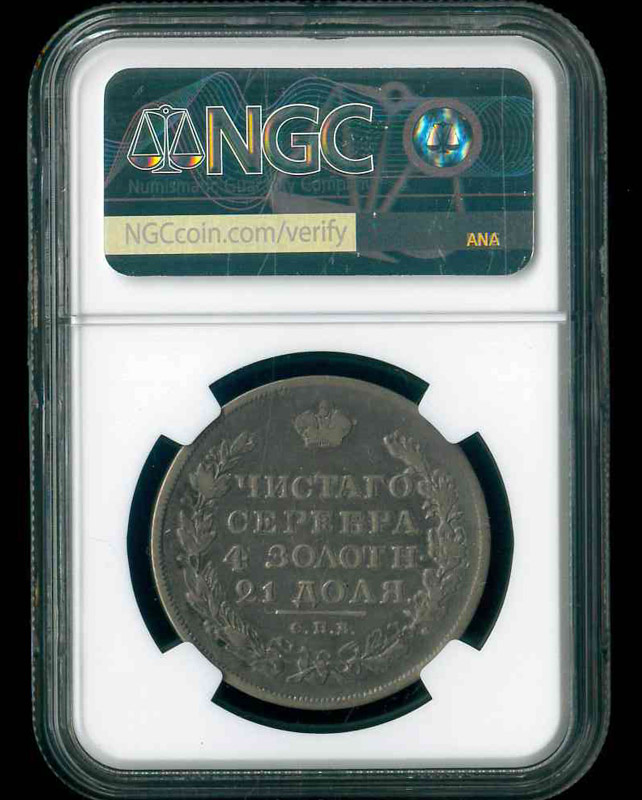 NGC
Numismatic Guaranty Company
NGCcoin.com/verify
ANA
ЧИСТАГО
СЕРЕБРА
4 ЗОЛОТН.
21 ДОЛЯ.
С.П.Б.